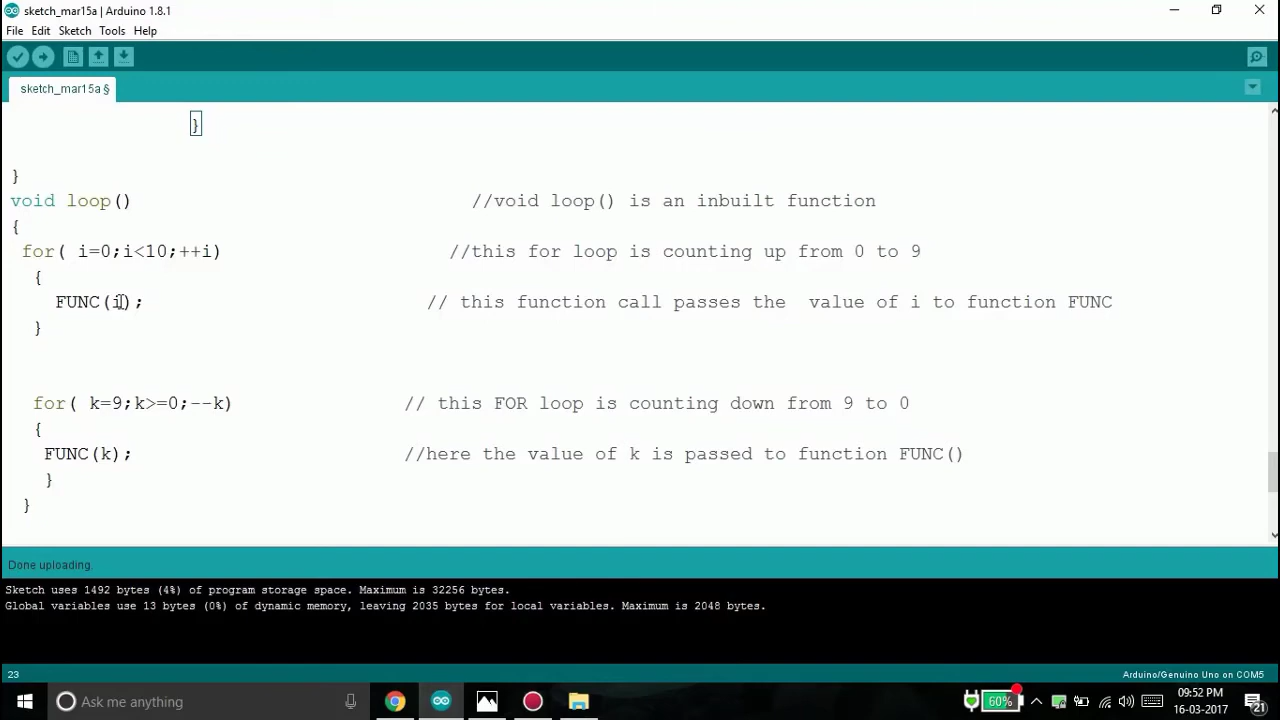 sketch_mar15a | Arduino 1.8.1
File Edit Sketch Tools Help
sketch_mar15a §
}
}
void loop() //void loop() is an inbuilt function
{
for( i=0;i<10;++i) //this for loop is counting up from 0 to 9
{
FUNC(i); // this function call passes the  value of i to function FUNC
}
for( k=9;k>=0;--k) // this FOR loop is counting down from 9 to 0
{
FUNC(k); //here the value of k is passed to function FUNC()
}
}
Done uploading.
Sketch uses 1492 bytes (4%) of program storage space. Maximum is 32256 bytes.
Global variables use 13 bytes (0%) of dynamic memory, leaving 2035 bytes for local variables. Maximum is 2048 bytes.
23 Arduino/Genuino Uno on COM5
Ask me anything 60% 09:52 PM
16-03-2017 21